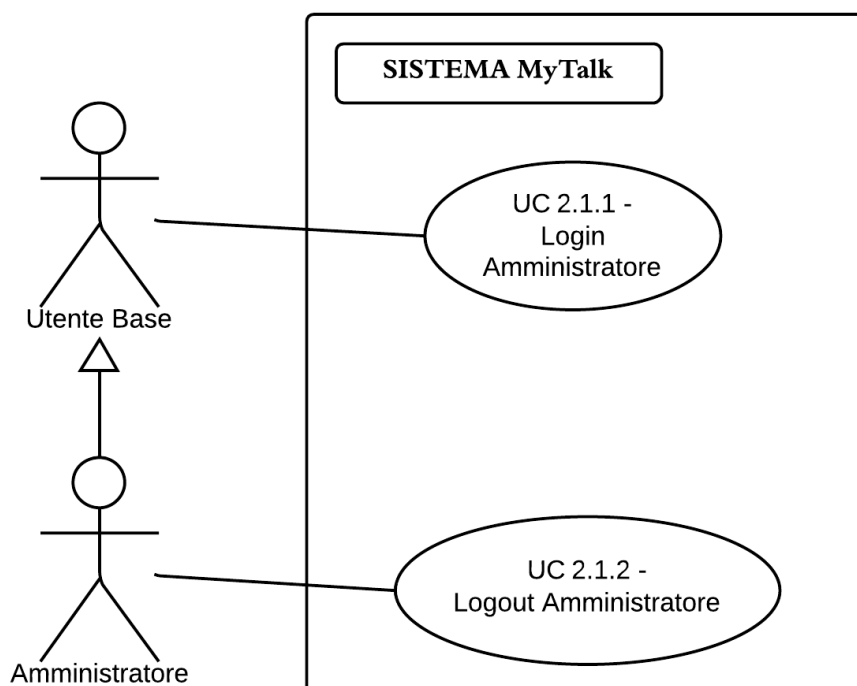 SISTEMA MyTalk
UC 2.1.1 -
Login
Amministratore
Utente Base
UC 2.1.2 -
Logout Amministratore
Amministratore